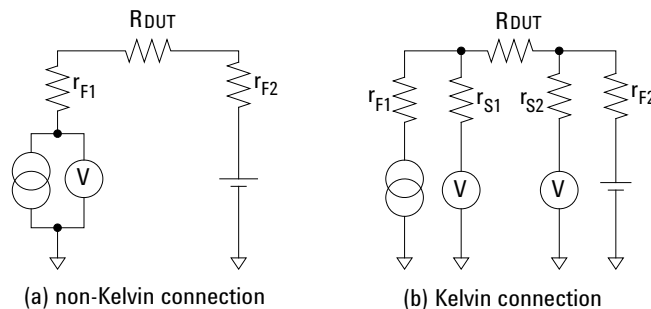 RDUT
rF1
rF2
V
(a) non-Kelvin connection
RDUT
rF1
rS1
rS2
rF2
V
V
(b) Kelvin connection